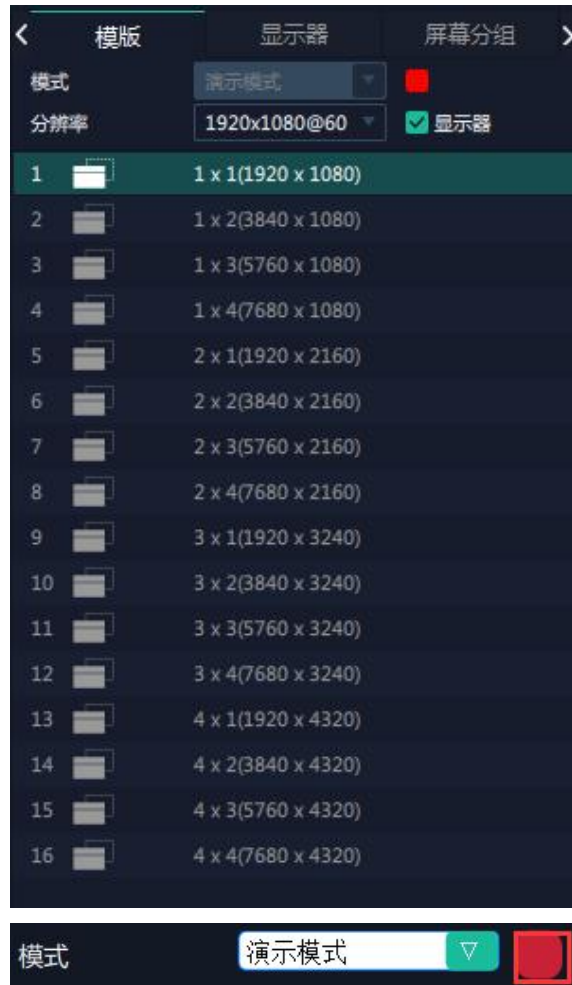 模版 显示器 屏幕分组
模式 演示模式
分辨率 1920x1080@60 显示器
1 1 x 1(1920 x 1080)
2 1 x 2(3840 x 1080)
3 1 x 3(5760 x 1080)
4 1 x 4(7680 x 1080)
5 2 x 1(1920 x 2160)
6 2 x 2(3840 x 2160)
7 2 x 3(5760 x 2160)
8 2 x 4(7680 x 2160)
9 3 x 1(1920 x 3240)
10 3 x 2(3840 x 3240)
11 3 x 3(5760 x 3240)
12 3 x 4(7680 x 3240)
13 4 x 1(1920 x 4320)
14 4 x 2(3840 x 4320)
15 4 x 3(5760 x 4320)
16 4 x 4(7680 x 4320)
模式 演示模式